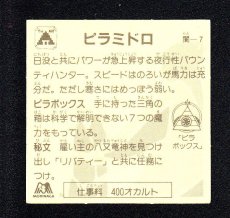 ピラミドロ
闇-7
日没と共にパワーが急上昇する夜行性バウン
ティハンター。スピードはのろいが馬力は充
分だ。ただし寒さにはめっぽう弱い。
ピラボックス 手に持った三角の
箱は科学で解明できない7つの魔
力をもっている。
秘文 雇い主の八叉竜神を見つけ出
し「リバティー」と共に任務につ
け。
"ピラ
ボックス"
MORINAGA
仕事料 400オカルト